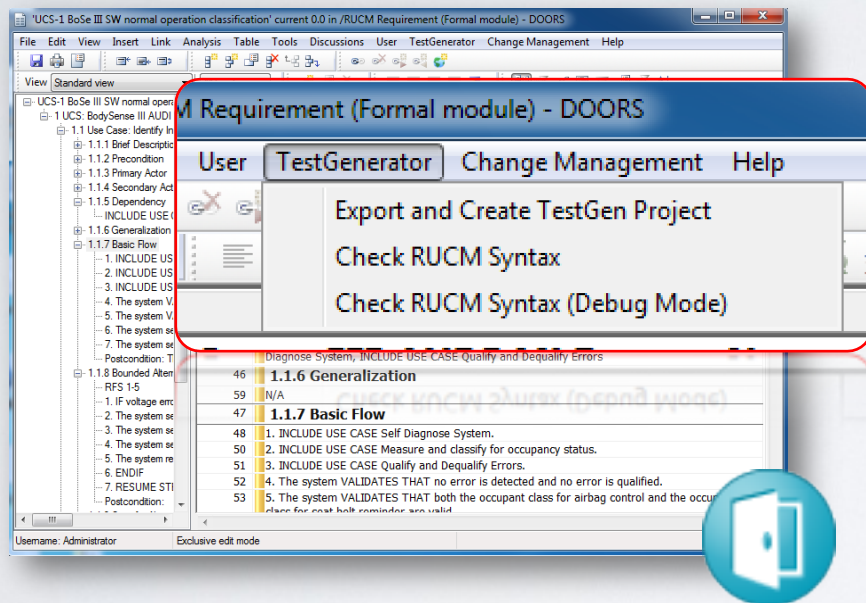 'UCS-1 BoSe III SW normal operation classification' current 0.0 in /RUCM Requirement (Formal module) - DOORS
File Edit View Insert Link Analysis Table Tools Discussions User TestGenerator Change Management Help
View Standard view
M Requirement (Formal module) - DOORS
User TestGenerator Change Management Help
Export and Create TestGen Project
Check RUCM Syntax
Check RUCM Syntax (Debug Mode)
UCS-1 BoSe III SW normal opera
1 UCS: BodySense III AUDI
1.1 Use Case: Identify In
1.1.1 Brief Descriptic
1.1.2 Precondition
1.1.3 Primary Actor
1.1.4 Secondary Act
1.1.5 Dependency
INCLUDE USE
1.1.6 Generalization
1.1.7 Basic Flow
1. INCLUDE US
2. INCLUDE US
3. INCLUDE US
4. The system V
5. The system V
6. The system se
7. The system se
Postcondition: T
1.1.8 Bounded Altern
RFS 1-5
1. IF voltage erro
2. The system se
3. The system se
4. The system se
5. The system re
6. ENDIF
7. RESUME STI
Postcondition:
Diagnose System, INCLUDE USE CASE Qualify and Dequalify Errors
46 1.1.6 Generalization
59 N/A
47 1.1.7 Basic Flow
48 1. INCLUDE USE CASE Self Diagnose System.
50 2. INCLUDE USE CASE Measure and classify for occupancy status.
51 3. INCLUDE USE CASE Qualify and Dequalify Errors.
52 4. The system VALIDATES THAT no error is detected and no error is qualified.
53 5. The system VALIDATES THAT both the occupant class for airbag control and the occu
class for seat belt reminder are valid
Username: Administrator Exclusive edit mode